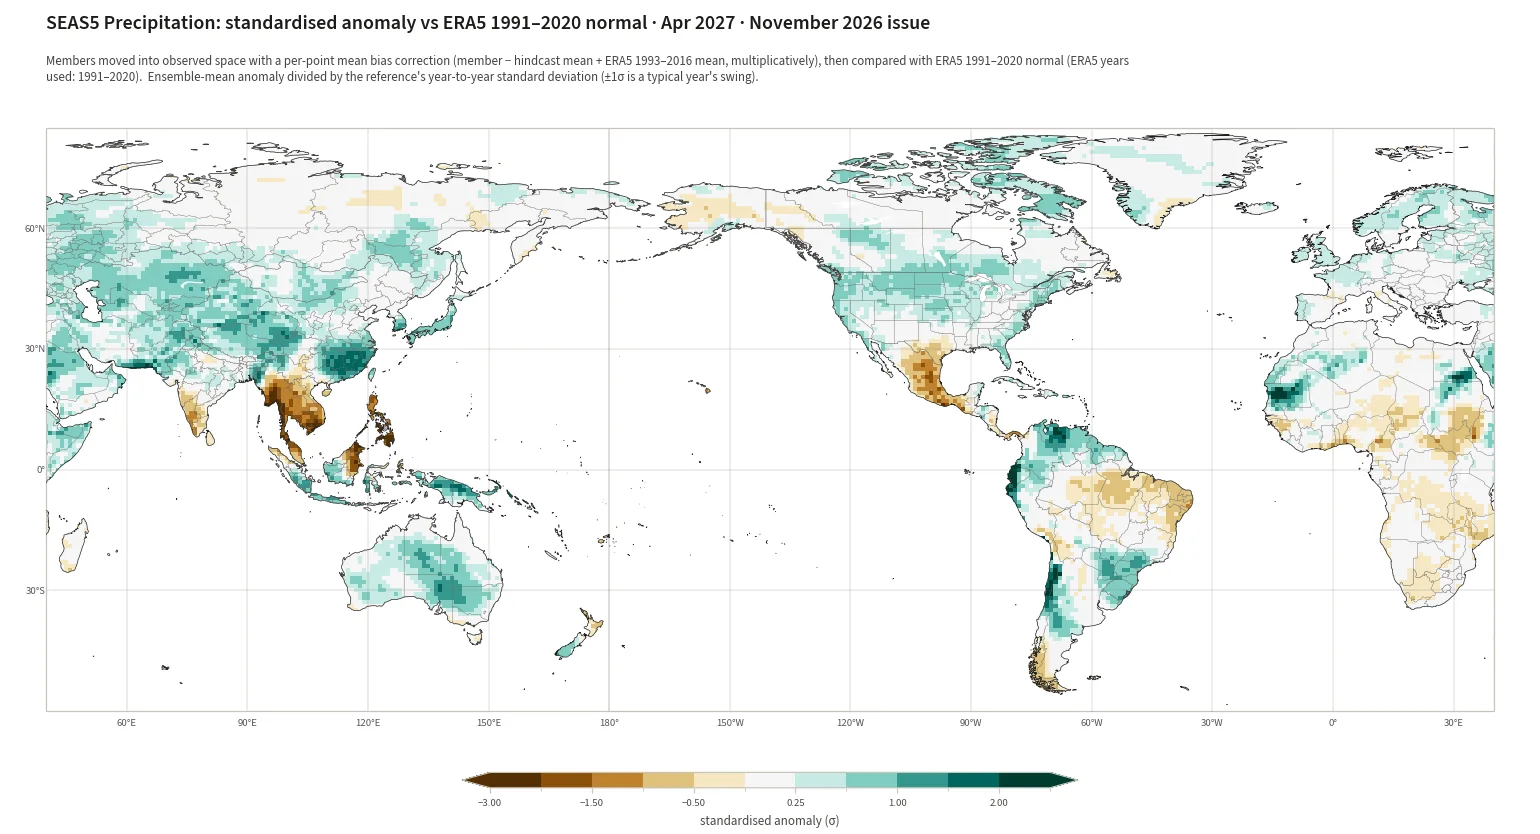 SEAS5 Precipitation: standardised anomaly vs ERA5 1991–2020 normal · Apr 2027 · November 2026 issue
Members moved into observed space with a per-point mean bias correction (member − hindcast mean + ERA5 1993–2016 mean, multiplicatively), then compared with ERA5 1991–2020 normal (ERA5 years
used: 1991–2020). Ensemble-mean anomaly divided by the reference's year-to-year standard deviation (±1σ is a typical year's swing).
60°N
30°N
0°
30°S
60°E 90°E 120°E 150°E 180° 150°W 120°W 90°W 60°W 30°W 0° 30°E
−3.00 −1.50 −0.50 0.25 1.00 2.00
standardised anomaly (σ)